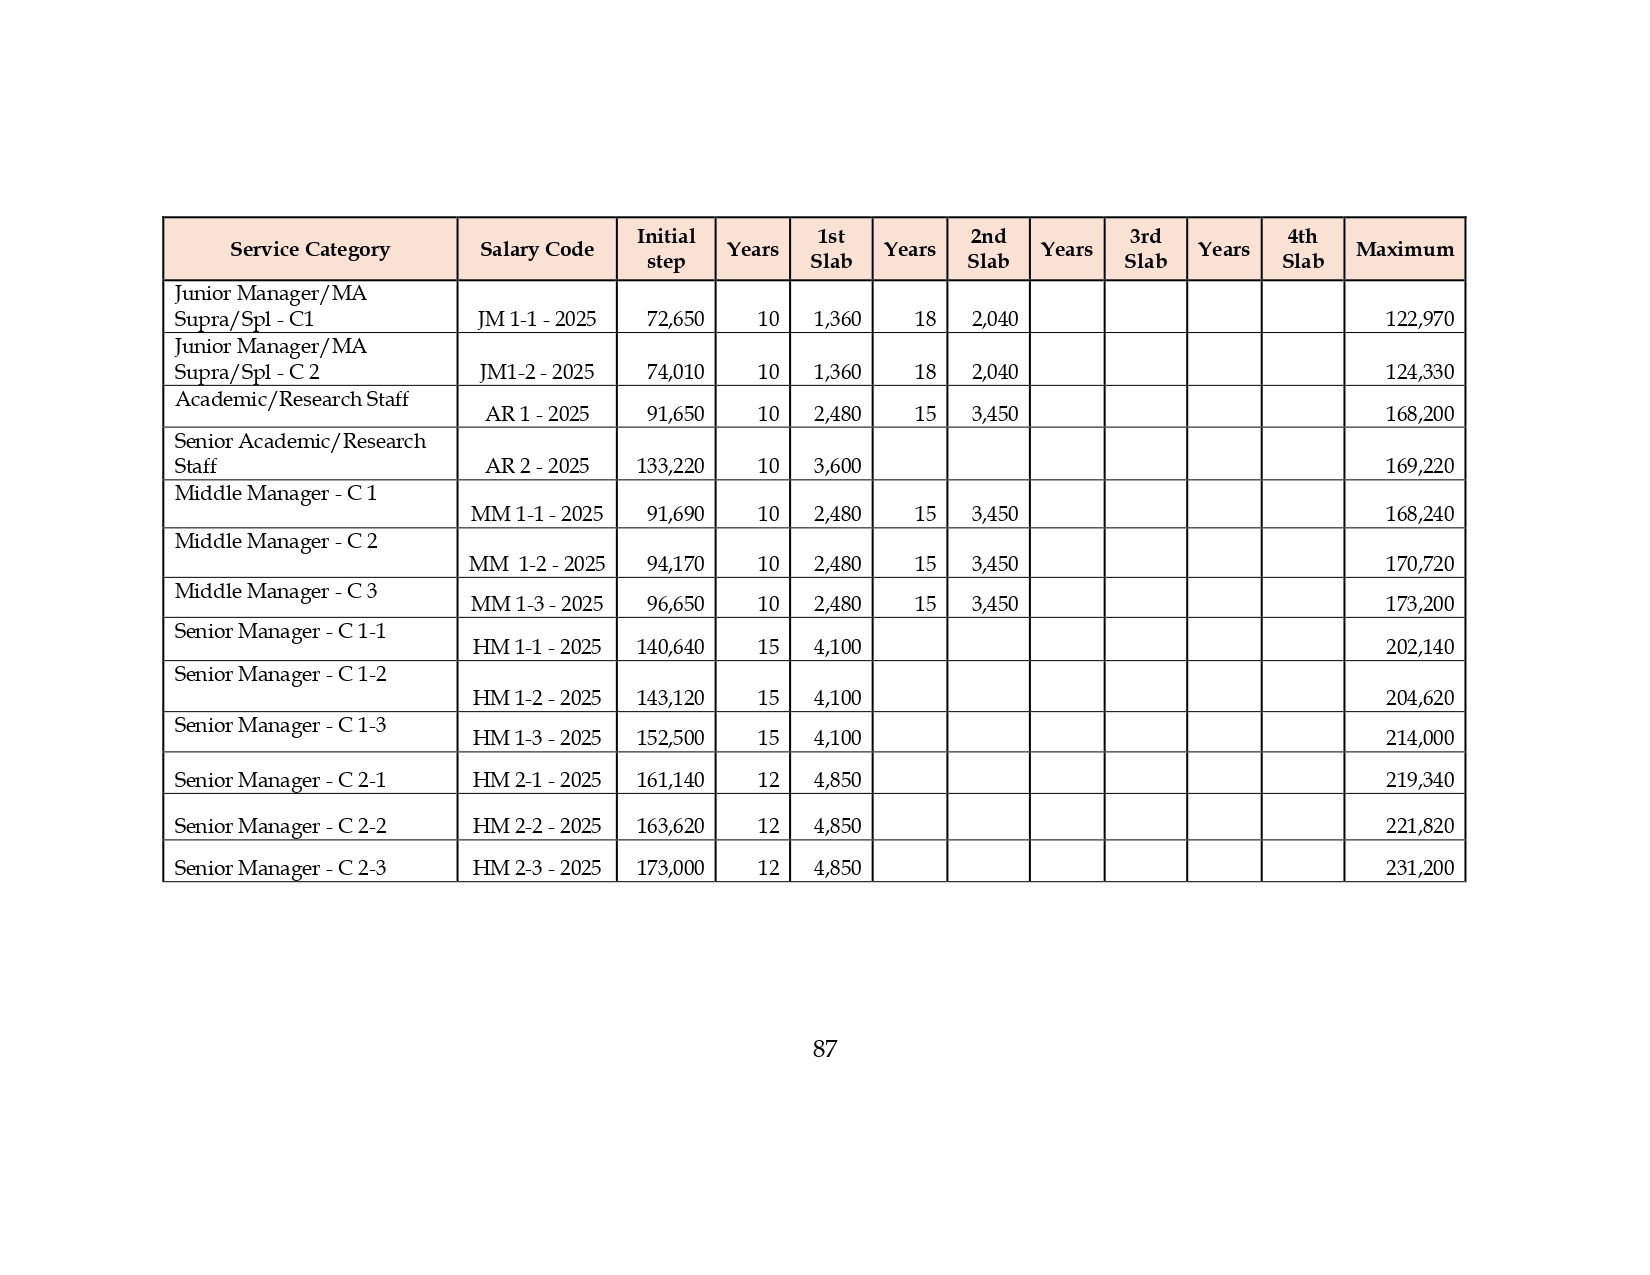 Service Category Salary Code Initial step Years 1st Slab Years 2nd Slab Years 3rd Slab Years 4th Slab Maximum
Junior Manager/MA
Supra/Spl - C1 JM 1-1 - 2025 72,650 10 1,360 18 2,040 122,970
Junior Manager/MA
Supra/Spl - C 2 JM1-2 - 2025 74,010 10 1,360 18 2,040 124,330
Academic/Research Staff AR 1 - 2025 91,650 10 2,480 15 3,450 168,200
Senior Academic/Research
Staff AR 2 - 2025 133,220 10 3,600 169,220
Middle Manager - C 1 MM 1-1 - 2025 91,690 10 2,480 15 3,450 168,240
Middle Manager - C 2 MM 1-2 - 2025 94,170 10 2,480 15 3,450 170,720
Middle Manager - C 3 MM 1-3 - 2025 96,650 10 2,480 15 3,450 173,200
Senior Manager - C 1-1 HM 1-1 - 2025 140,640 15 4,100 202,140
Senior Manager - C 1-2 HM 1-2 - 2025 143,120 15 4,100 204,620
Senior Manager - C 1-3 HM 1-3 - 2025 152,500 15 4,100 214,000
Senior Manager - C 2-1 HM 2-1 - 2025 161,140 12 4,850 219,340
Senior Manager - C 2-2 HM 2-2 - 2025 163,620 12 4,850 221,820
Senior Manager - C 2-3 HM 2-3 - 2025 173,000 12 4,850 231,200
87